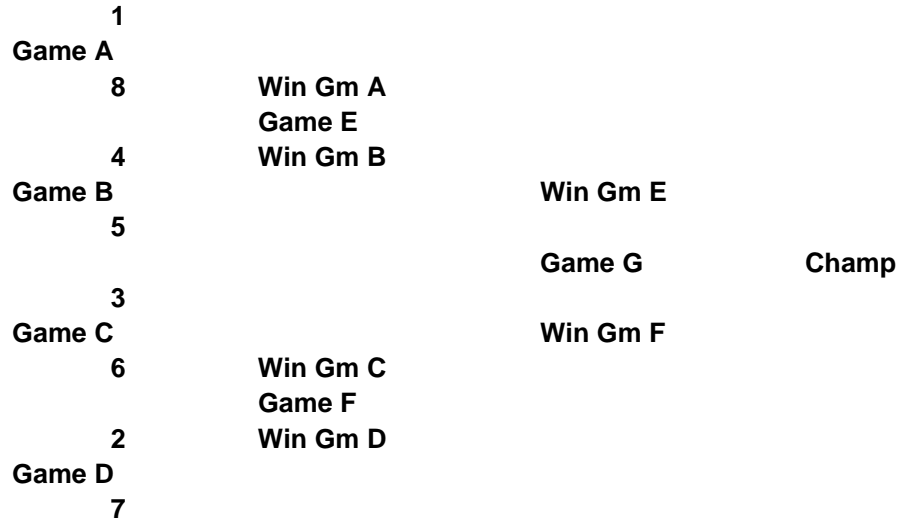 1
Game A
8 Win Gm A
Game E
4 Win Gm B
Game B Win Gm E
5
Game G Champ
3
Game C Win Gm F
6 Win Gm C
Game F
2 Win Gm D
Game D
7